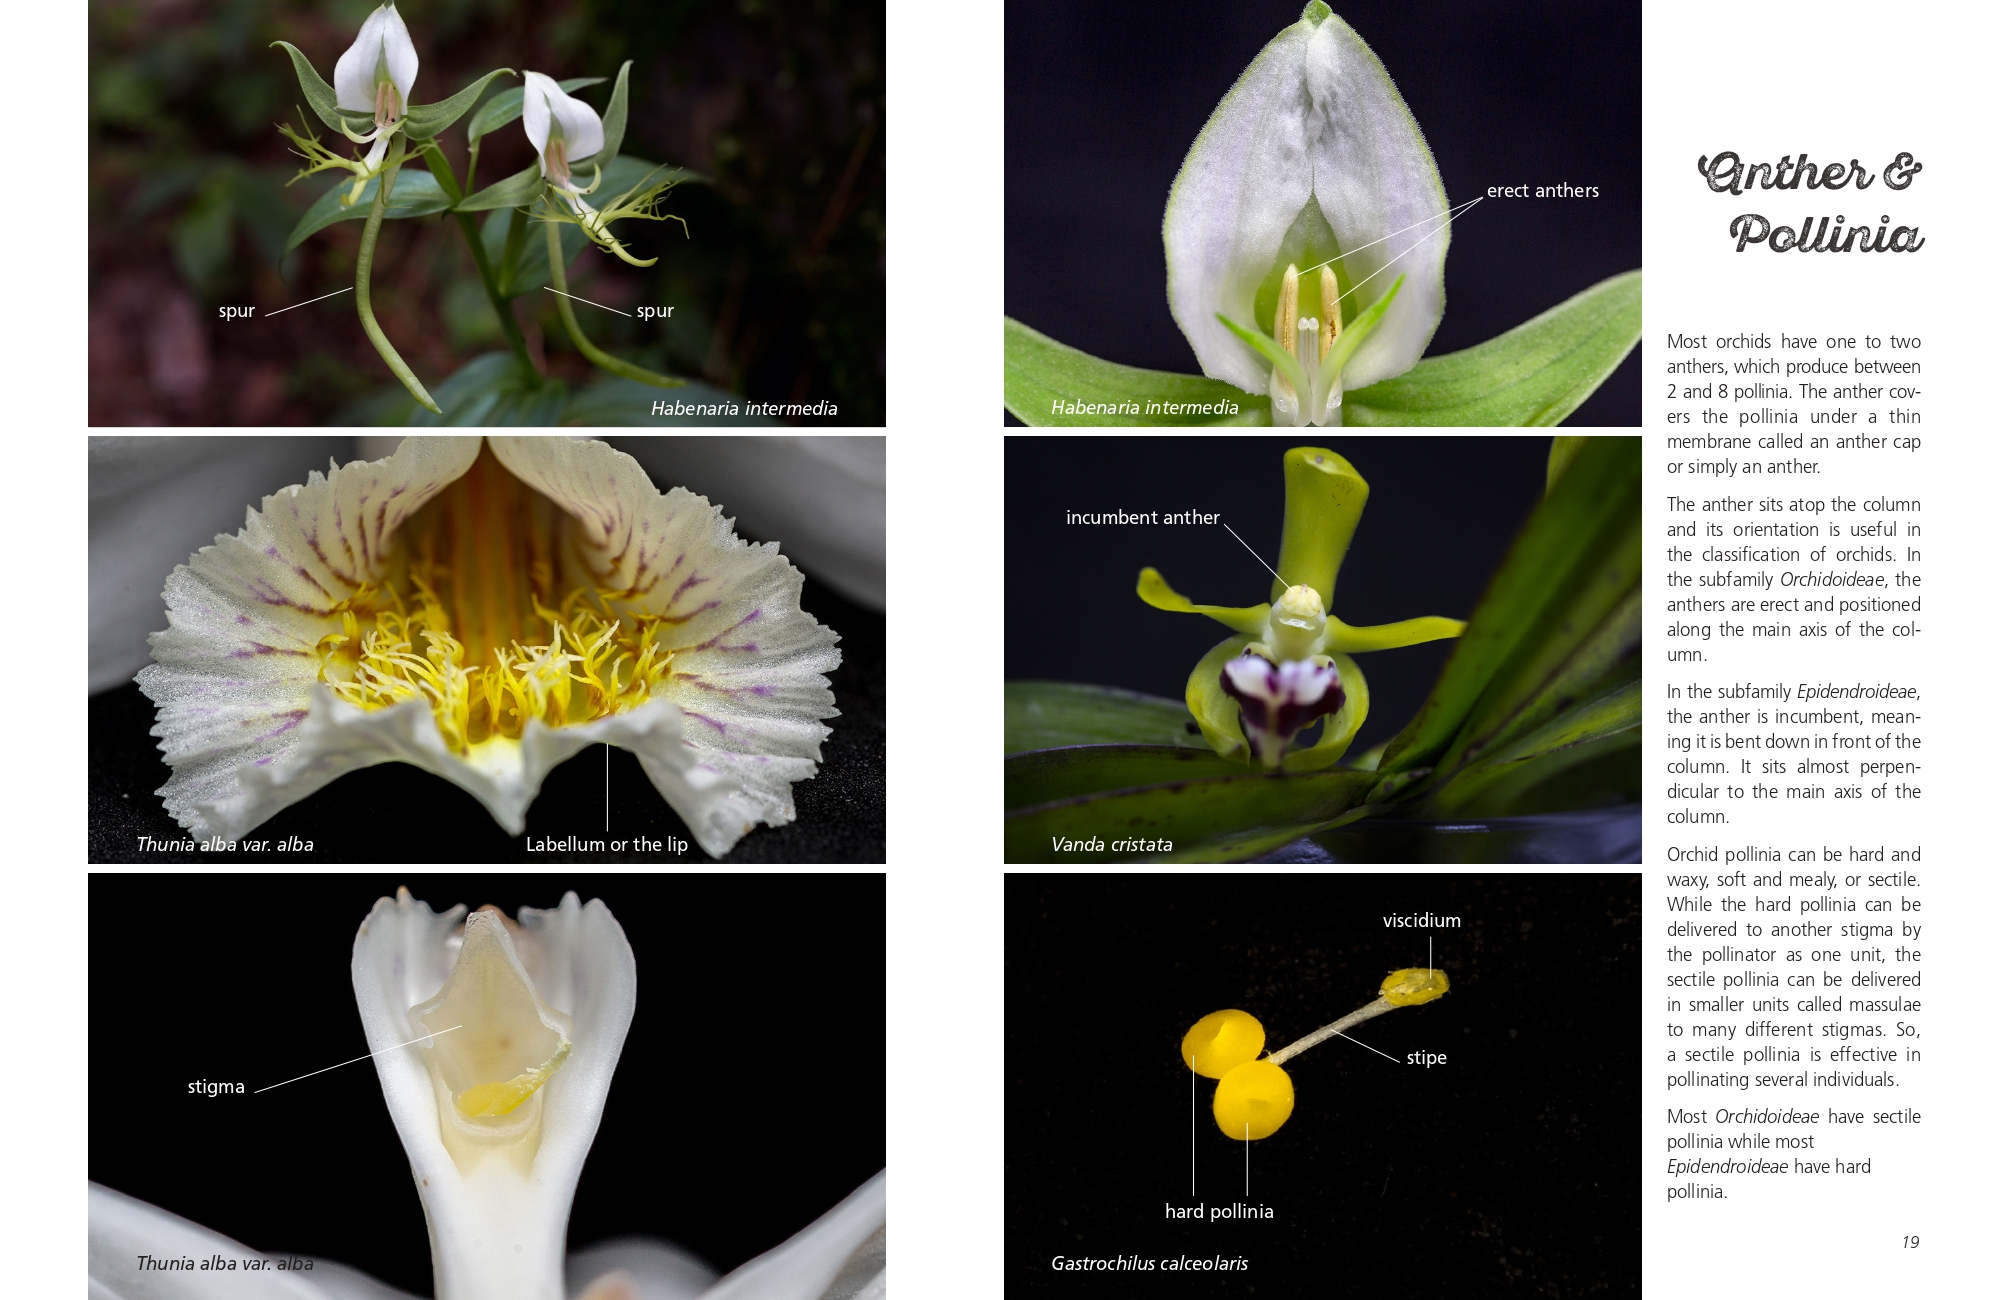 spur
spur
Habenaria intermedia
Thunia alba var. alba
Labellum or the lip
stigma
Thunia alba var. alba
erect anthers
Habenaria intermedia
incumbent anther
Vanda cristata
viscidium
stipe
hard pollinia
Gastrochilus calceolaris
Anther &
Pollinia
Most orchids have one to two
anthers, which produce between
2 and 8 pollinia. The anther cov-
ers the pollinia under a thin
membrane called an anther cap
or simply an anther.
The anther sits atop the column
and its orientation is useful in
the classification of orchids. In
the subfamily Orchidoideae, the
anthers are erect and positioned
along the main axis of the col-
umn.
In the subfamily Epidendroideae,
the anther is incumbent, mean-
ing it is bent down in front of the
column. It sits almost perpen-
dicular to the main axis of the
column.
Orchid pollinia can be hard and
waxy, soft and mealy, or sectile.
While the hard pollinia can be
delivered to another stigma by
the pollinator as one unit, the
sectile pollinia can be delivered
in smaller units called massulae
to many different stigmas. So,
a sectile pollinia is effective in
pollinating several individuals.
Most Orchidoideae have sectile
pollinia while most
Epidendroideae have hard
pollinia.
19